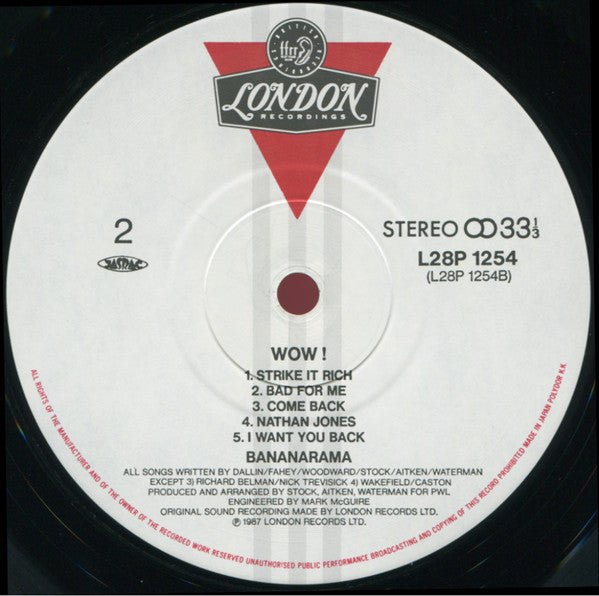 BRITISH
ffrr
RECORDINGS
LONDON
RECORDINGS
2
JASRAC
STEREO 33⅓
L28P 1254
(L28P 1254B)
WOW !
1. STRIKE IT RICH
2. BAD FOR ME
3. COME BACK
4. NATHAN JONES
5. I WANT YOU BACK
BANANARAMA
ALL SONGS WRITTEN BY DALLIN/FAHEY/WOODWARD/STOCK/AITKEN/WATERMAN
EXCEPT 3) RICHARD BELMAN/NICK TREVISICK 4) WAKEFIELD/CASTON
PRODUCED AND ARRANGED BY STOCK, AITKEN, WATERMAN FOR PWL
ENGINEERED BY MARK McGUIRE
ORIGINAL SOUND RECORDING MADE BY LONDON RECORDS LTD.
℗ 1987 LONDON RECORDS LTD.
ALL RIGHTS OF THE MANUFACTURER AND OF THE OWNER OF THE RECORDED WORK RESERVED UNAUTHORISED PUBLIC PERFORMANCE BROADCASTING AND COPYING OF THIS RECORD PROHIBITED MADE IN JAPAN POLYDOR K.K